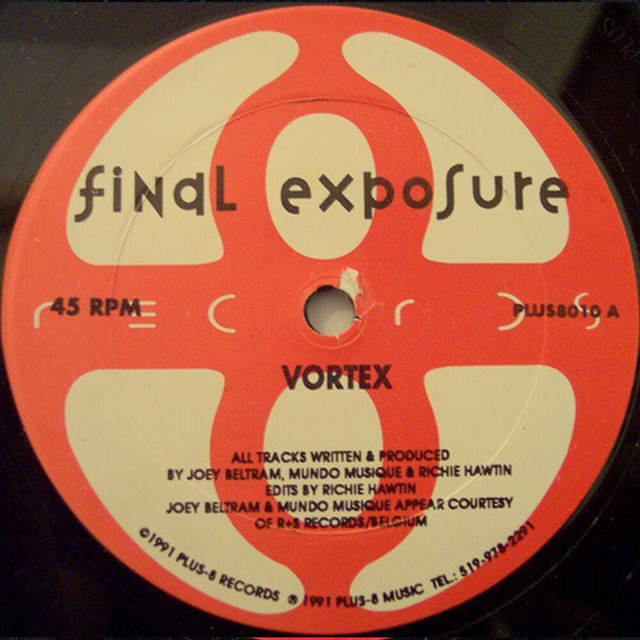 finaL exposure
45 RPM
recrds
PLUS8010 A
VORTEX
ALL TRACKS WRITTEN & PRODUCED
BY JOEY BELTRAM, MUNDO MUSIQUE & RICHIE HAWTIN
EDITS BY RICHIE HAWTIN
JOEY BELTRAM & MUNDO MUSIQUE APPEAR COURTESY
OF R+S RECORDS/BELGIUM
©1991 PLUS-8 RECORDS ℗ 1991 PLUS-8 MUSIC TEL.: 519-978-2291